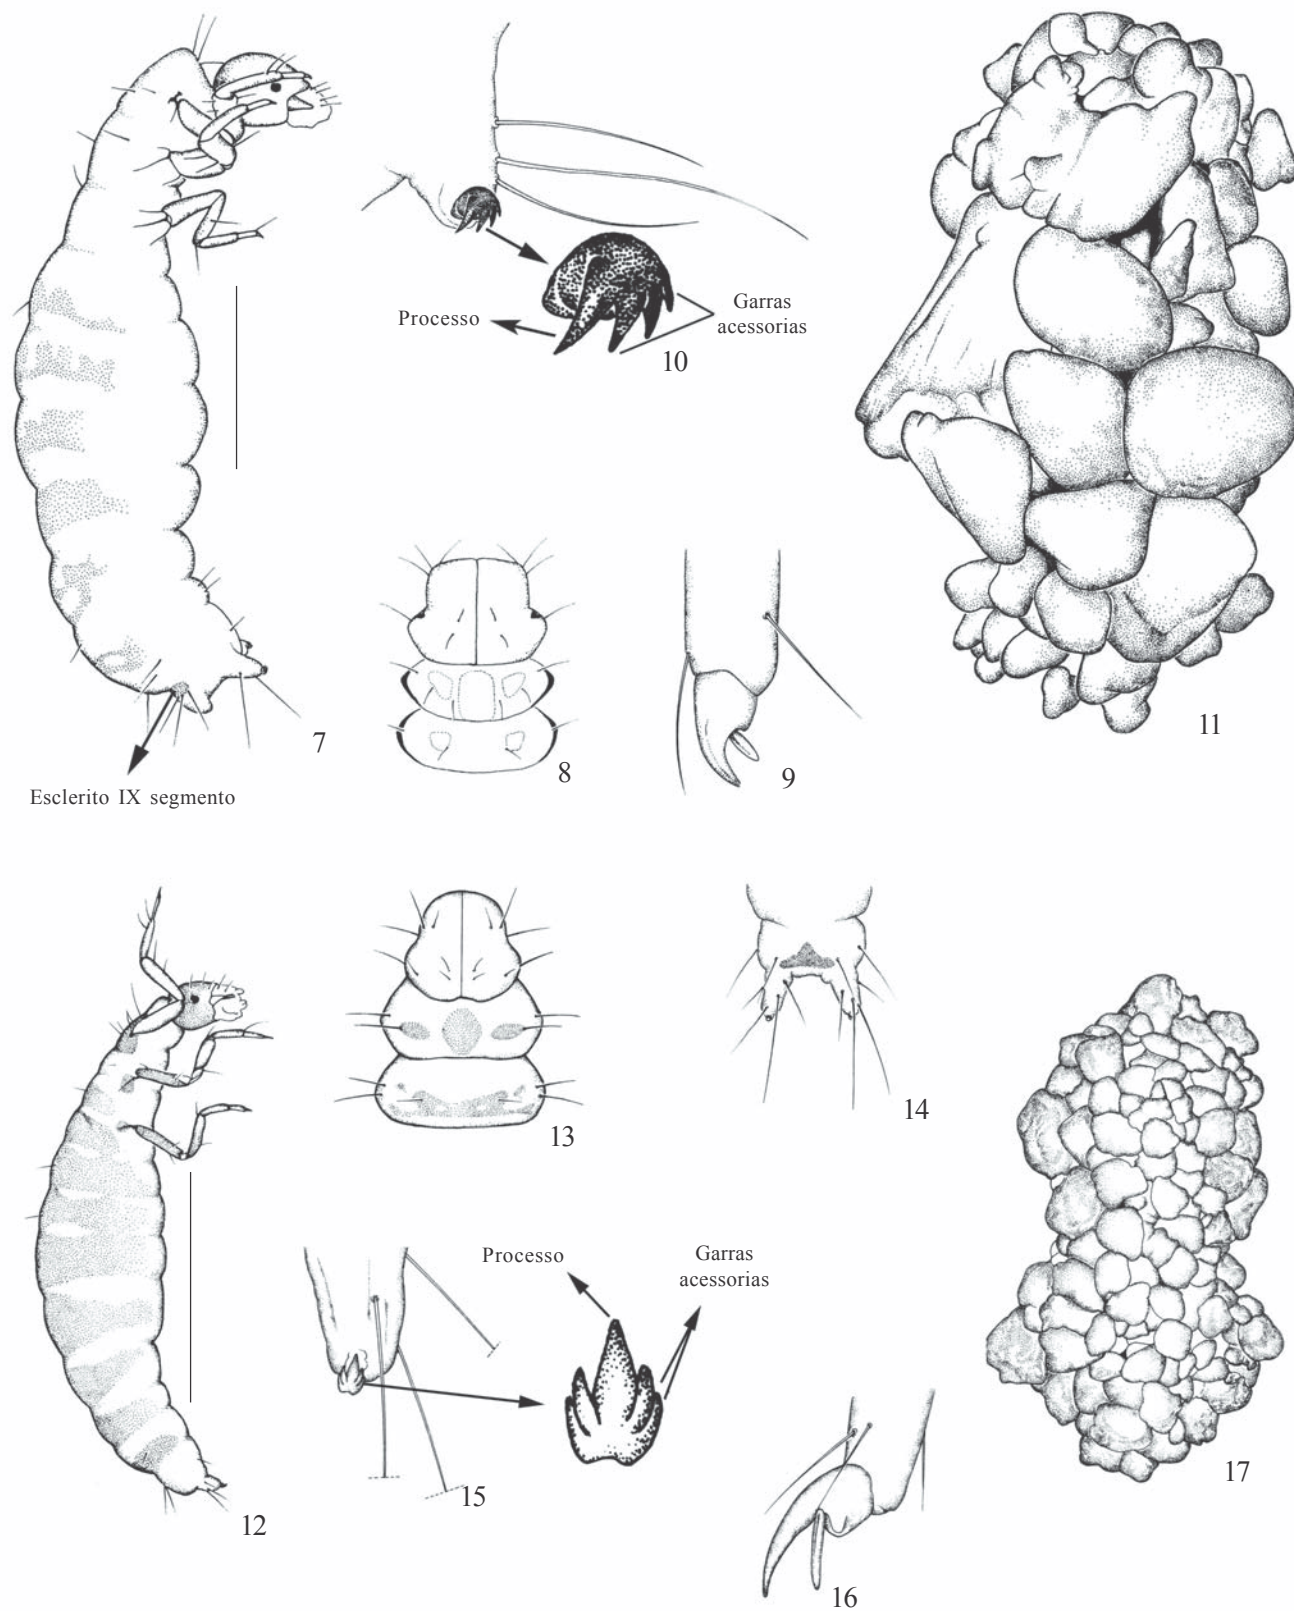 Processo
Garras
acessorias
10
7
8
9
11
Esclerito IX segmento
13
14
Processo
Garras
acessorias
15
12
16
17